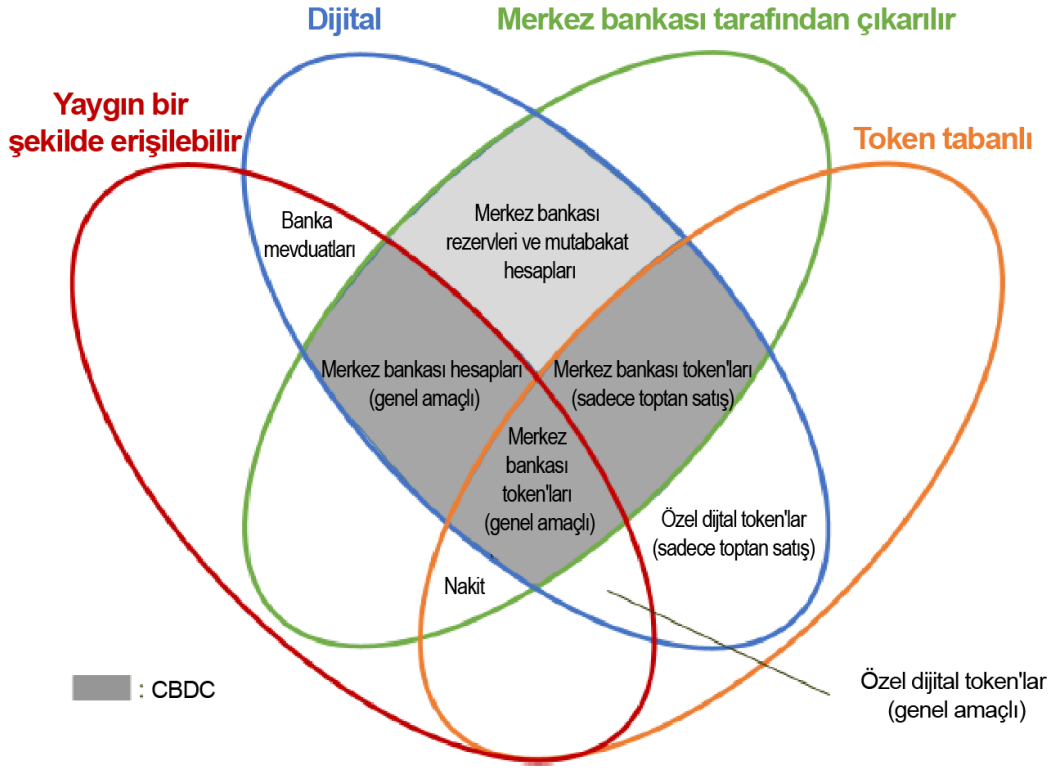 Dijital
Merkez bankası tarafından çıkarılır
Yaygın bir
şekilde erişilebilir
Token tabanlı
Banka
mevduatları
Merkez bankası
rezervleri ve mutabakat
hesapları
Merkez bankası hesapları
(genel amaçlı)
Merkez bankası token'ları
(sadece toptan satış)
Merkez
bankası
token'ları
(genel amaçlı)
Özel dijtal token'lar
(sadece toptan satış)
Nakit
: CBDC
Özel dijital token'lar
(genel amaçlı)